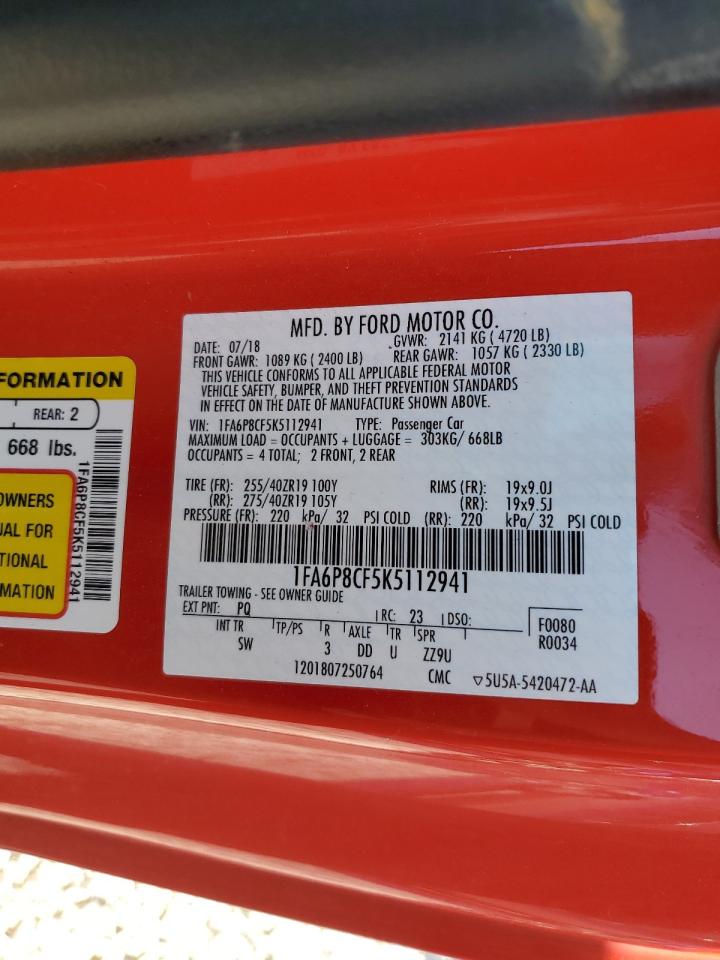 MFD. BY FORD MOTOR CO.
DATE: 07/18 GVWR: 2141 KG ( 4720 LB)
FRONT GAWR: 1089 KG ( 2400 LB) REAR GAWR: 1057 KG ( 2330 LB)
THIS VEHICLE CONFORMS TO ALL APPLICABLE FEDERAL MOTOR
VEHICLE SAFETY, BUMPER, AND THEFT PREVENTION STANDARDS
IN EFFECT ON THE DATE OF MANUFACTURE SHOWN ABOVE.
VIN: 1FA6P8CF5K5112941 TYPE: Passenger Car
MAXIMUM LOAD = OCCUPANTS + LUGGAGE = 303KG/ 668LB
OCCUPANTS = 4 TOTAL; 2 FRONT, 2 REAR
TIRE (FR): 255/40ZR19 100Y RIMS (FR): 19x9.0J
(RR): 275/40ZR19 105Y (RR): 19x9.5J
PRESSURE (FR): 220 kPa/ 32 PSI COLD (RR): 220 kPa/ 32 PSI COLD
1FA6P8CF5K5112941
TRAILER TOWING - SEE OWNER GUIDE
EXT PNT: PQ RC: 23 DSO: F0080
INT TR TP/PS R AXLE TR SPR R0034
SW 3 DD U ZZ9U
1201807250764 CMC ▽5U5A-5420472-AA
FORMATION
REAR: 2
668 lbs.
OWNERS
UAL FOR
TIONAL
ATION
1FA6P8CF5K5112941